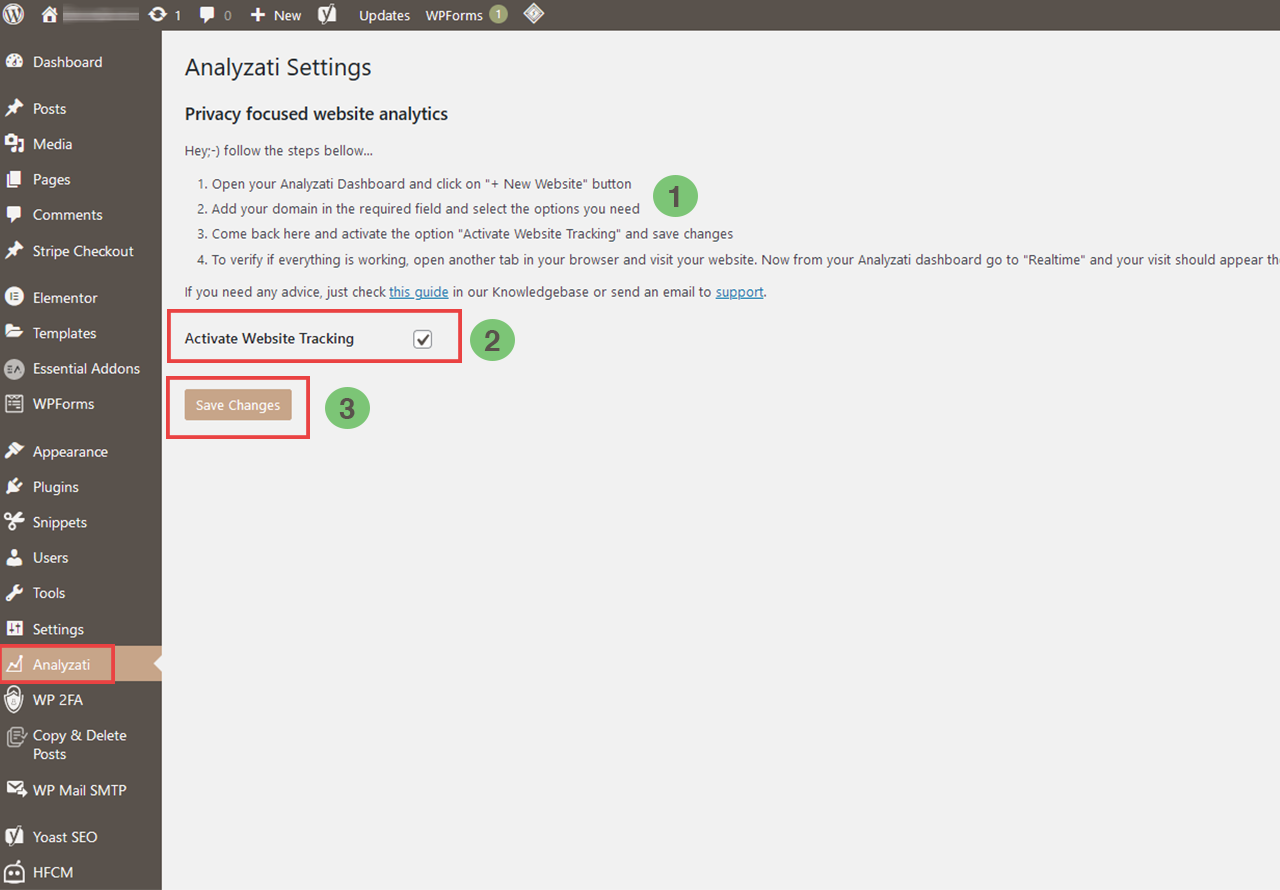 1
0
New
Updates
WPForms
1
Dashboard
Posts
Media
Pages
Comments
Stripe Checkout
Elementor
Templates
Essential Addons
WPForms
Appearance
Plugins
Snippets
Users
Tools
Settings
Analyzati
WP 2FA
Copy & Delete
Posts
WP Mail SMTP
Yoast SEO
HFCM
Analyzati Settings
Privacy focused website analytics
Hey;-) follow the steps bellow...
1. Open your Analyzati Dashboard and click on "+ New Website" button
2. Add your domain in the required field and select the options you need
1
3. Come back here and activate the option "Activate Website Tracking" and save changes
4. To verify if everything is working, open another tab in your browser and visit your website. Now from your Analyzati dashboard go to "Realtime" and your visit should appear
If you need any advice, just check this guide in our Knowledgebase or send an email to support.
Activate Website Tracking
2
Save Changes
3